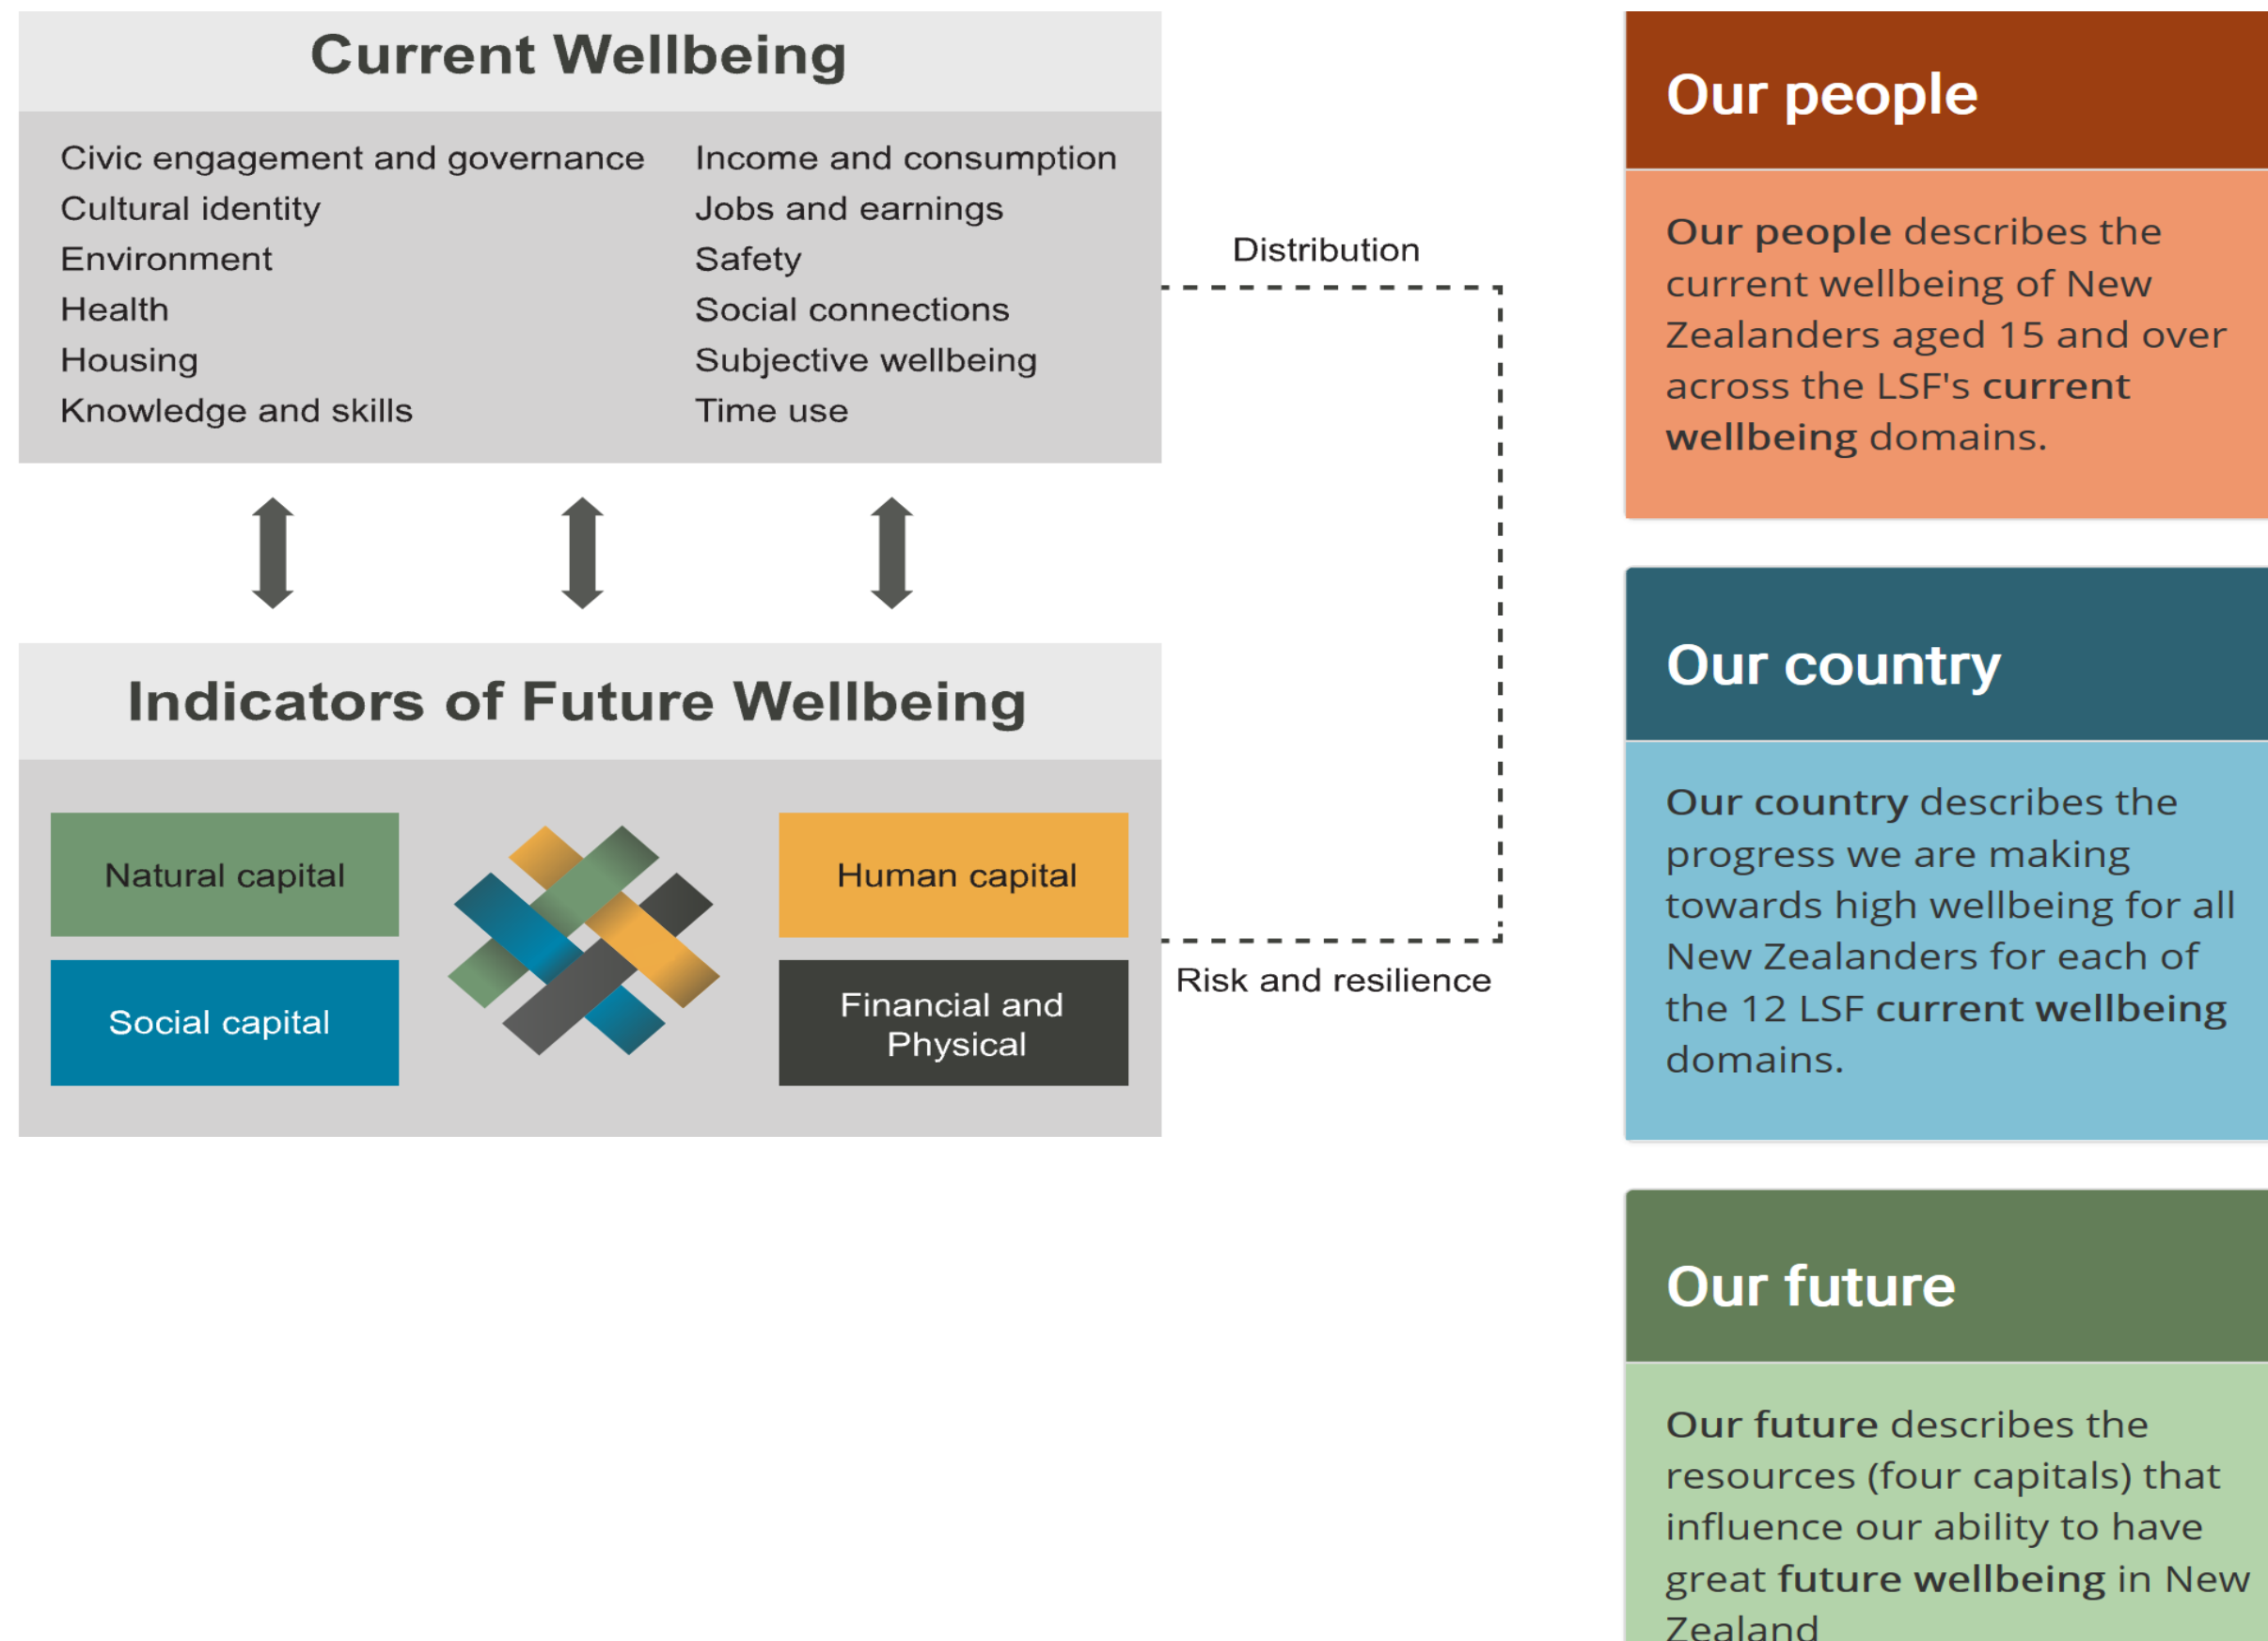 Current Wellbeing
Civic engagement and governance
Cultural identity
Environment
Health
Housing
Knowledge and skills
Income and consumption
Jobs and earnings
Safety
Social connections
Subjective wellbeing
Time use
Distribution
Indicators of Future Wellbeing
Natural capital
Social capital
Human capital
Financial and
Physical
Risk and resilience
Our people
Our people describes the
current wellbeing of New
Zealanders aged 15 and over
across the LSF's current
wellbeing domains.
Our country
Our country describes the
progress we are making
towards high wellbeing for all
New Zealanders for each of
the 12 LSF current wellbeing
domains.
Our future
Our future describes the
resources (four capitals) that
influence our ability to have
great future wellbeing in New
Zealand